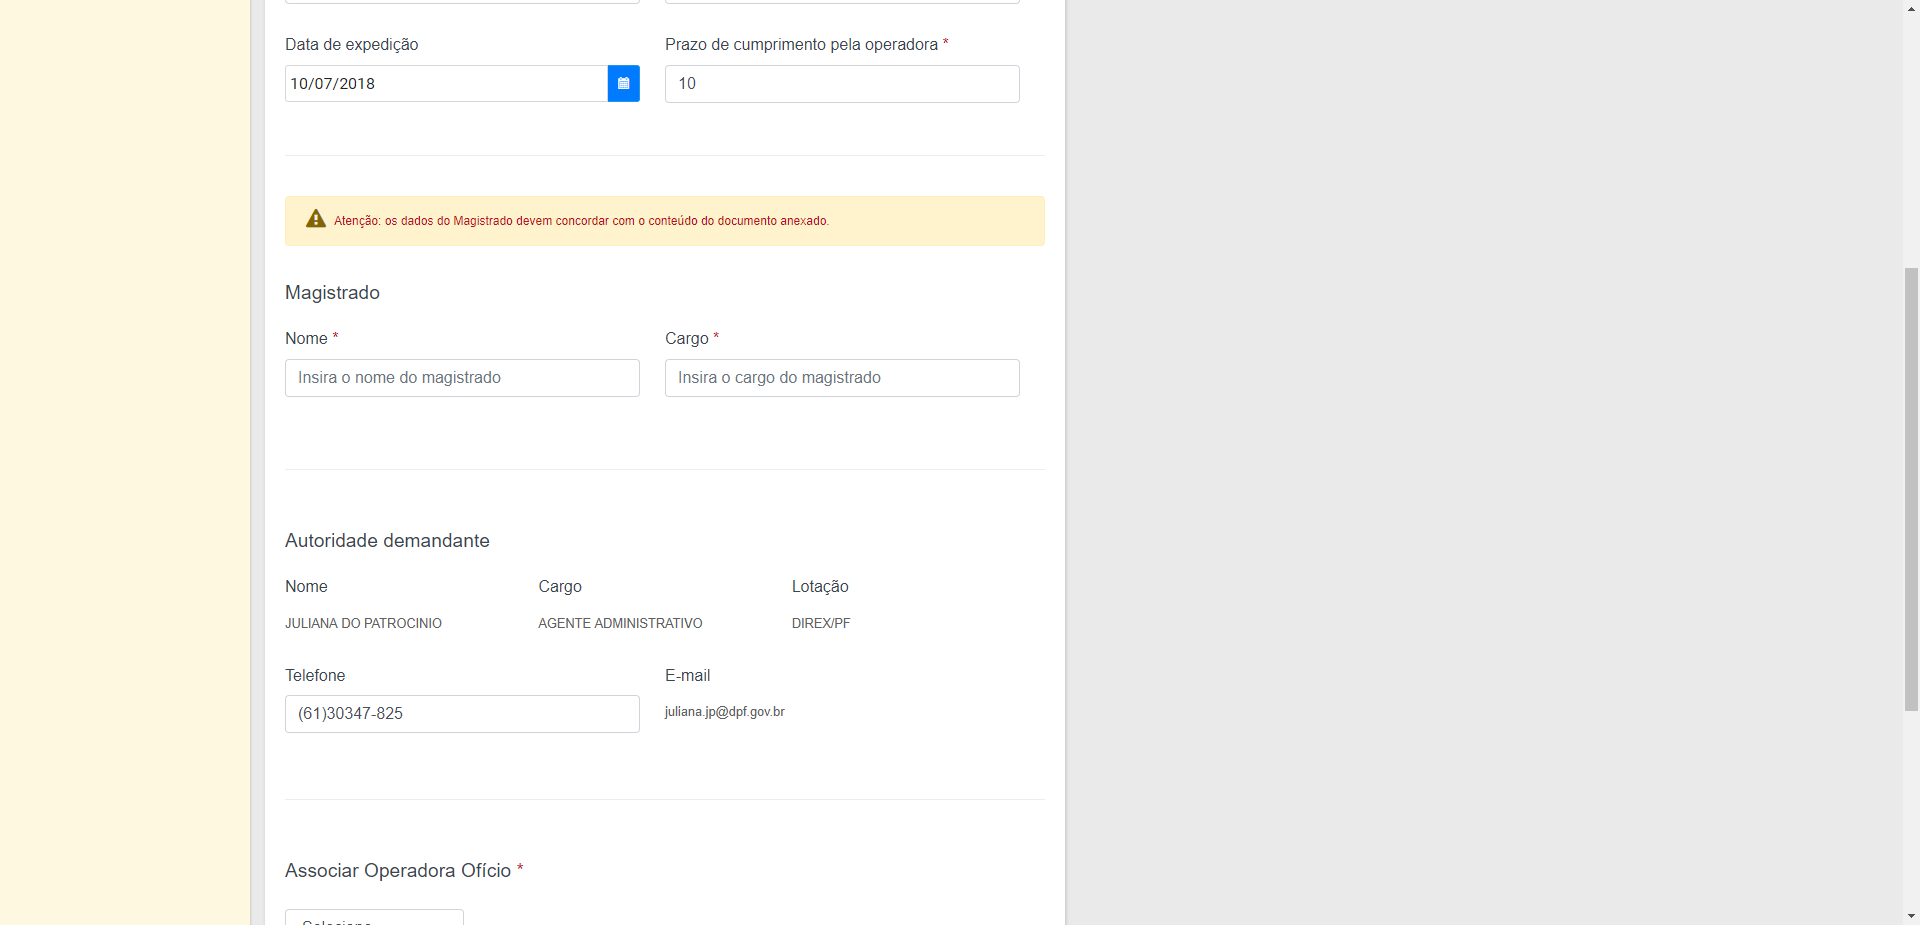 Data de expedição
Prazo de cumprimento pela operadora *
10/07/2018
10
Atenção: os dados do Magistrado devem concordar com o conteúdo do documento anexado.
Magistrado
Nome *
Cargo *
Insira o nome do magistrado
Insira o cargo do magistrado
Autoridade demandante
Nome
Cargo
Lotação
JULIANA DO PATROCINIO
AGENTE ADMINISTRATIVO
DIREX/PF
Telefone
E-mail
(61)30347-825
juliana.jp@dpf.gov.br
Associar Operadora Ofício *